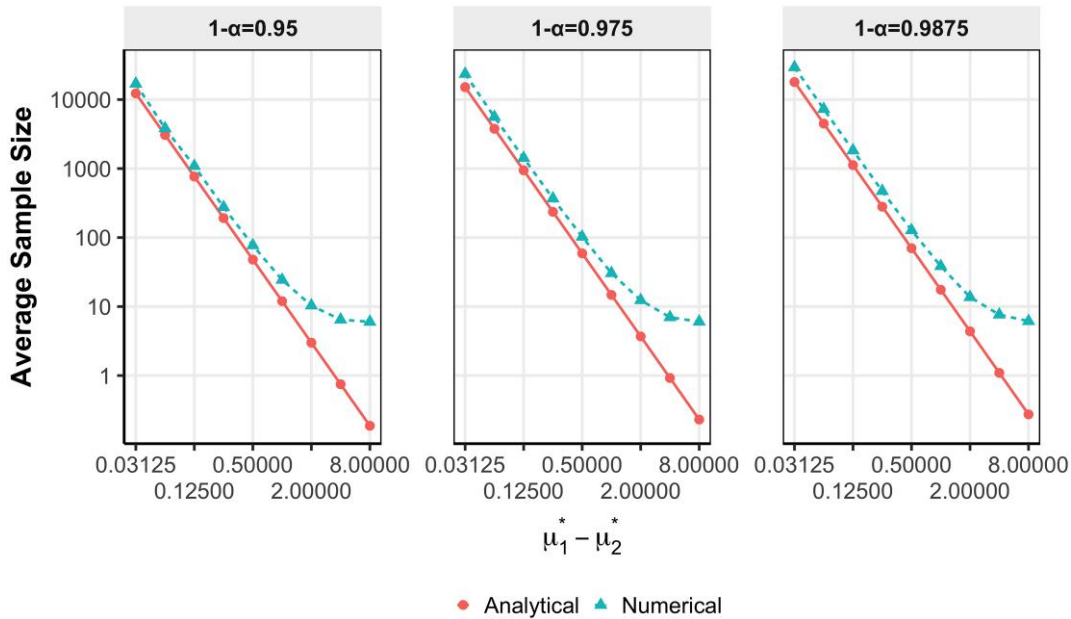 1-α=0.95 1-α=0.975 1-α=0.9875
Average Sample Size
10000
1000
100
10
1
0.03125 0.50000 8.00000 0.03125 0.50000 8.00000 0.03125 0.50000 8.00000
0.12500 2.00000 0.12500 2.00000 0.12500 2.00000
μ₁* − μ₂*
Analytical Numerical